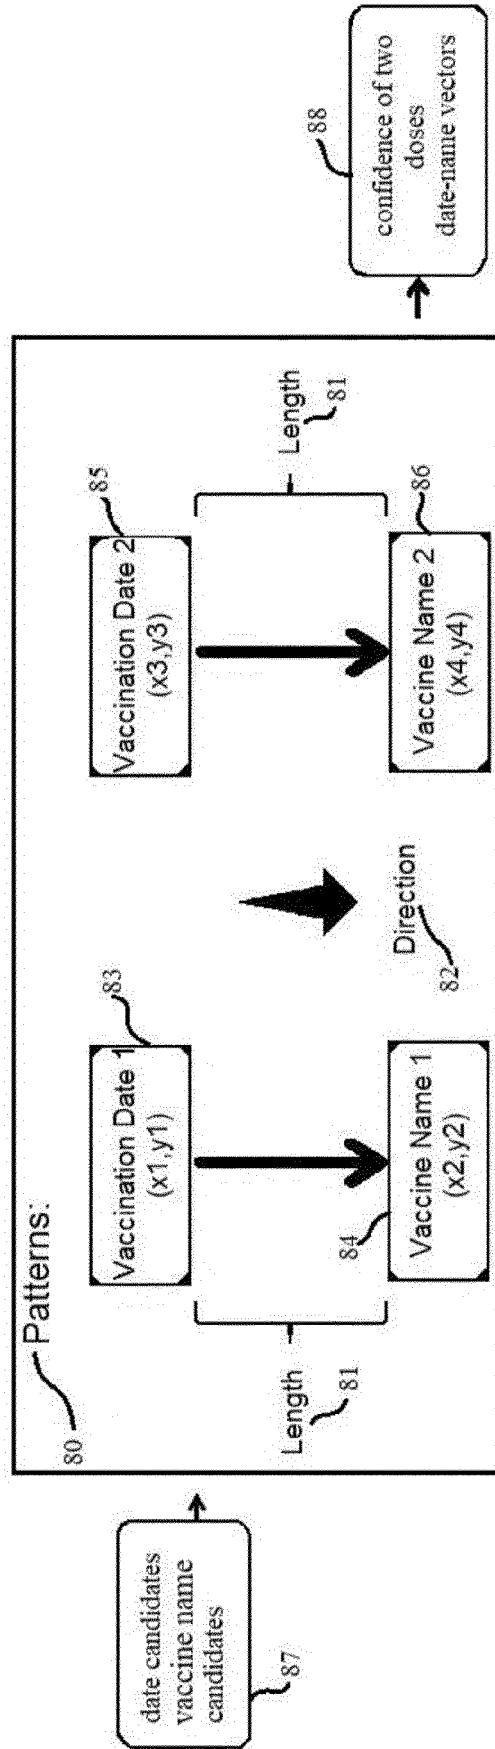 80
Patterns:
date candidates
vaccine name
candidates
87
Vaccination Date 1
(x1,y1)
83
Vaccination Date 2
(x3,y3)
85
Length
81
Direction
82
Length
81
84
Vaccine Name 1
(x2,y2)
Vaccine Name 2
(x4,y4)
86
88
confidence of two
doses
date-name vectors